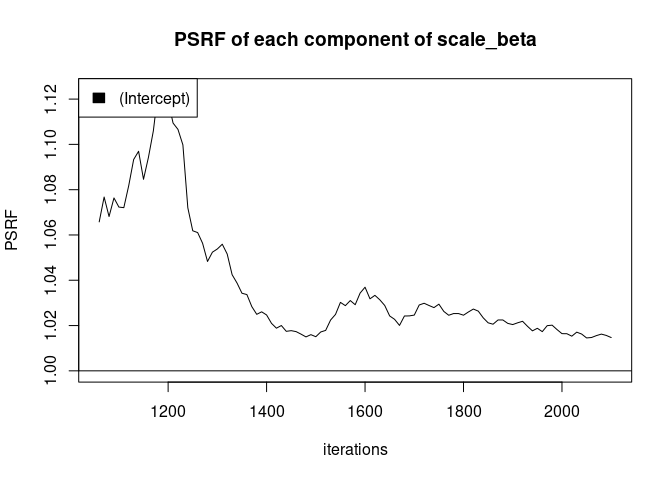 PSRF of each component of scale_beta
(Intercept)
PSRF
1.12
1.10
1.08
1.06
1.04
1.02
1.00
1200 1400 1600 1800 2000
iterations